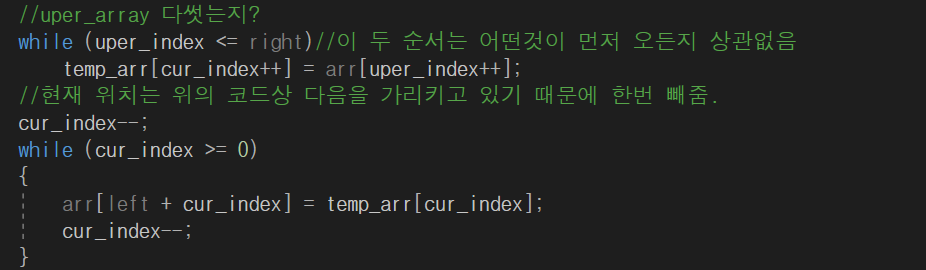 //uper_array 다썻는지?
while (uper_index <= right)//이 두 순서는 어떤것이 먼저 오든지 상관없음
temp_arr[cur_index++] = arr[uper_index++];
//현재 위치는 위의 코드상 다음을 가리키고 있기 때문에 한번 빼줌.
cur_index--;
while (cur_index >= 0)
{
arr[left + cur_index] = temp_arr[cur_index];
cur_index--;
}